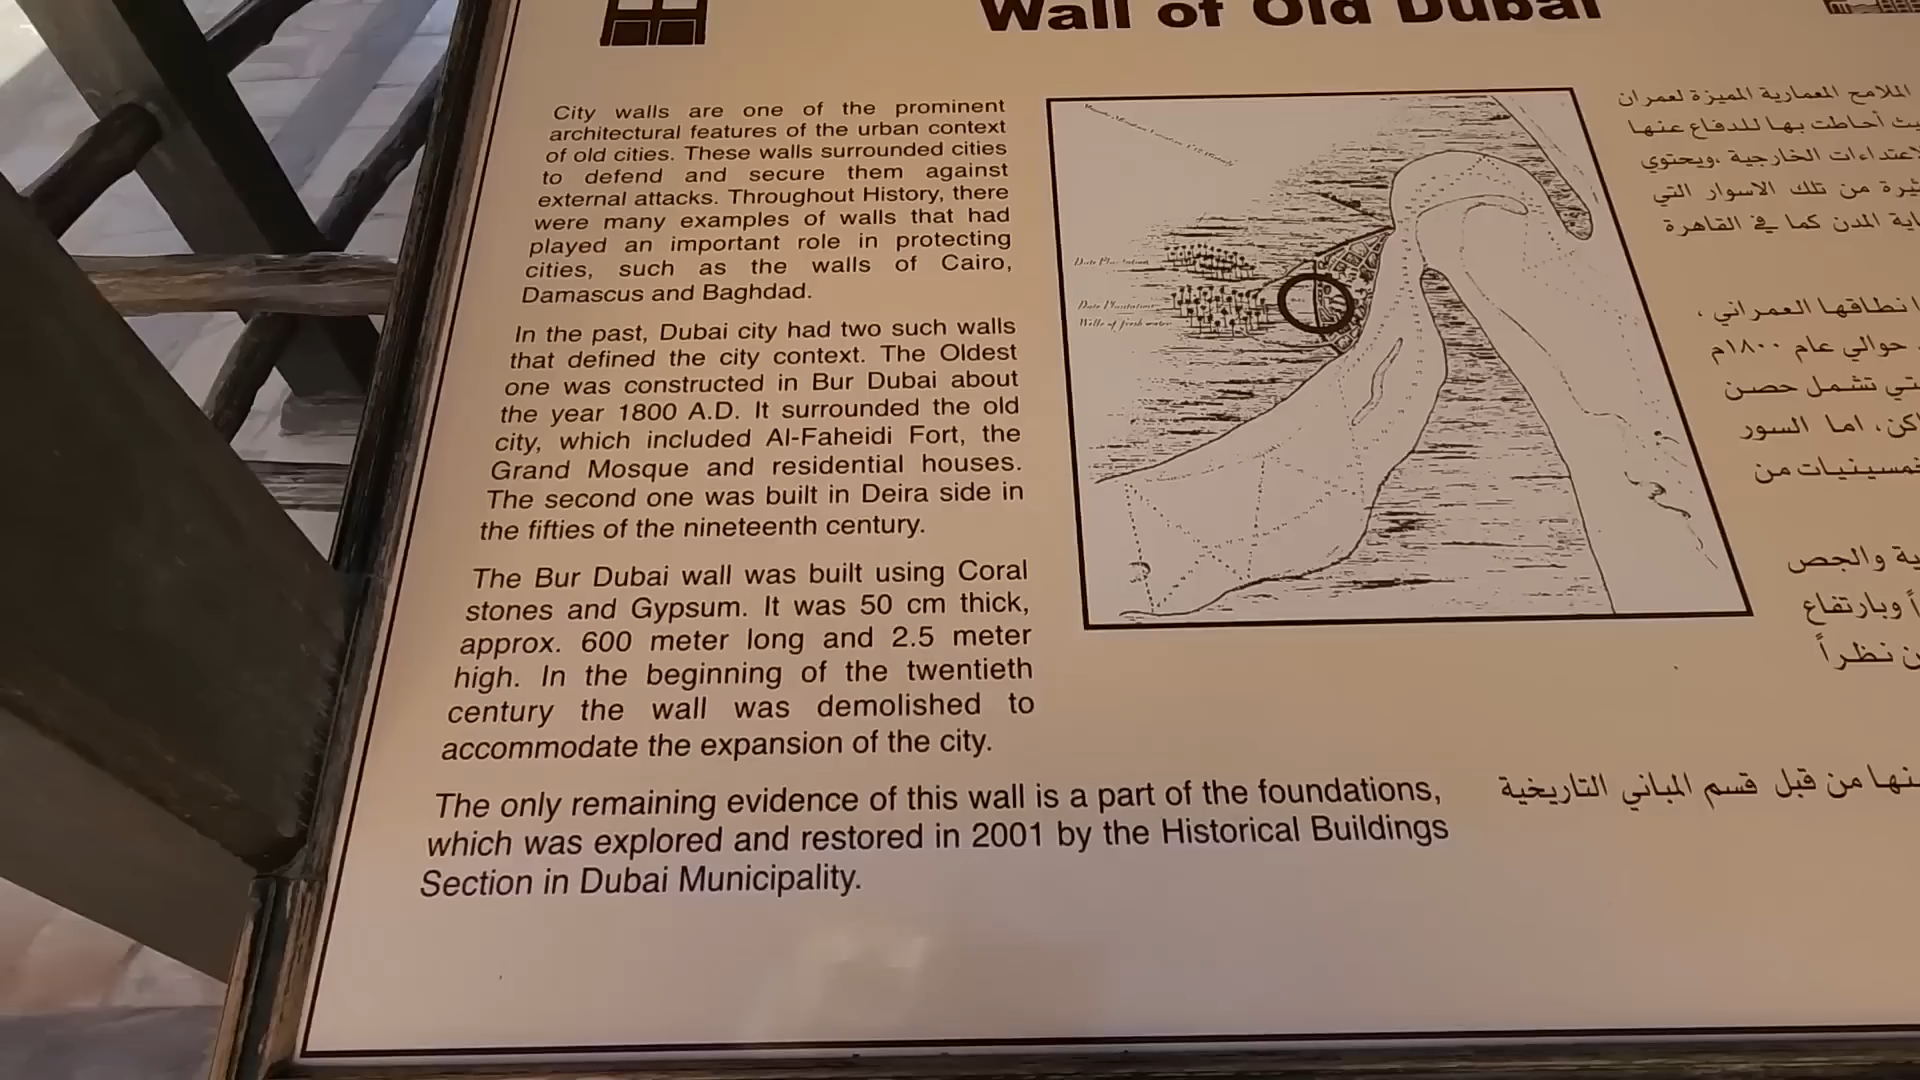 Wall of Old Dubai
City walls are one of the prominent
architectural features of the urban context
of old cities. These walls surrounded cities
to defend and secure them against
external attacks. Throughout History, there
were many examples of walls that had
played an important role in protecting
cities, such as the walls of Cairo,
Damascus and Baghdad.
In the past, Dubai city had two such walls
that defined the city context. The Oldest
one was constructed in Bur Dubai about
the year 1800 A.D. It surrounded the old
city, which included Al-Faheidi Fort, the
Grand Mosque and residential houses.
The second one was built in Deira side in
the fifties of the nineteenth century.
The Bur Dubai wall was built using Coral
stones and Gypsum. It was 50 cm thick,
approx. 600 meter long and 2.5 meter
high. In the beginning of the twentieth
century the wall was demolished to
accommodate the expansion of the city.
The only remaining evidence of this wall is a part of the foundations,
which was explored and restored in 2001 by the Historical Buildings
Section in Dubai Municipality.
Date Plantation
Date Plantation
Wells of fresh water
الملامح المعمارية المميزة لعمران
أحاطت بها للدفاع عنها
الخارجية ،ويحتوي
من تلك الاسوار التي
المدن كما في القاهرة
نطاقها العمراني ،
حوالي عام ١٨٠٠م
تشمل حصن
اما السور
من
والجص
وبارتفاع
نظراً
من قبل قسم المباني التاريخية